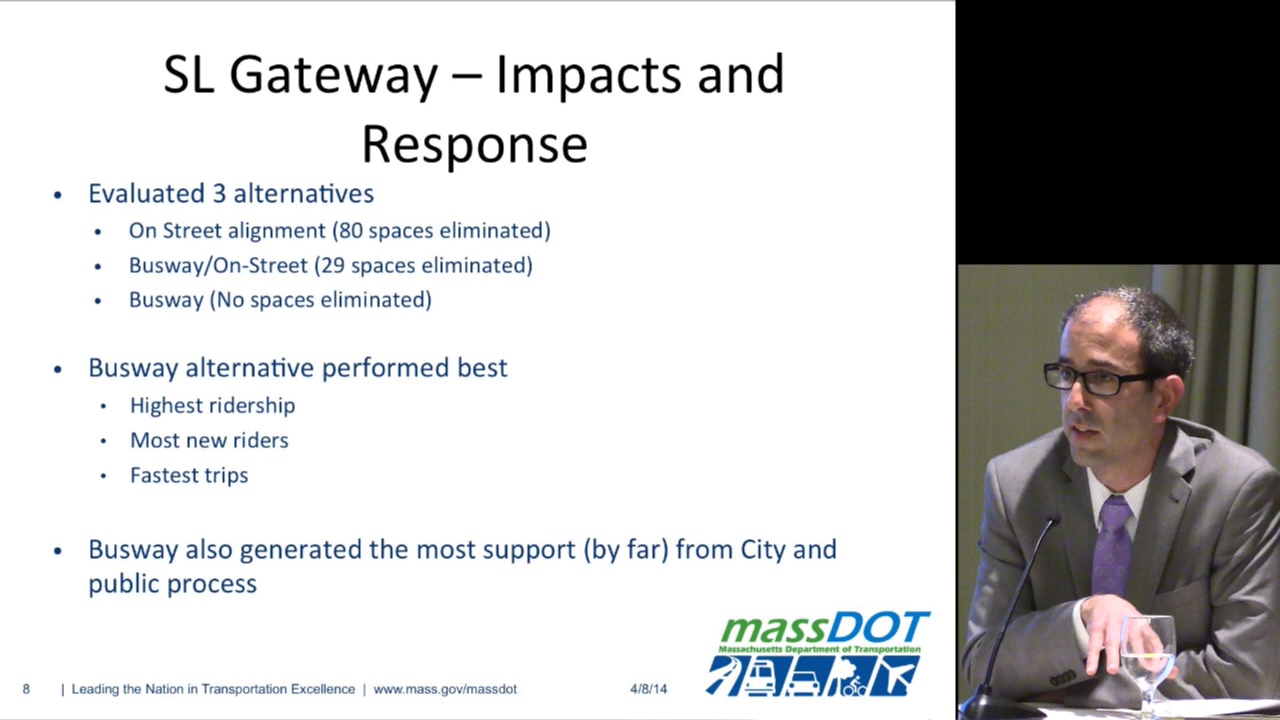 SL Gateway – Impacts and
Response
• Evaluated 3 alternatives
• On Street alignment (80 spaces eliminated)
• Busway/On-Street (29 spaces eliminated)
• Busway (No spaces eliminated)
• Busway alternative performed best
• Highest ridership
• Most new riders
• Fastest trips
• Busway also generated the most support (by far) from City and
public process
massDOT
Massachusetts Department of Transportation
8 | Leading the Nation in Transportation Excellence | www.mass.gov/massdot 4/8/14